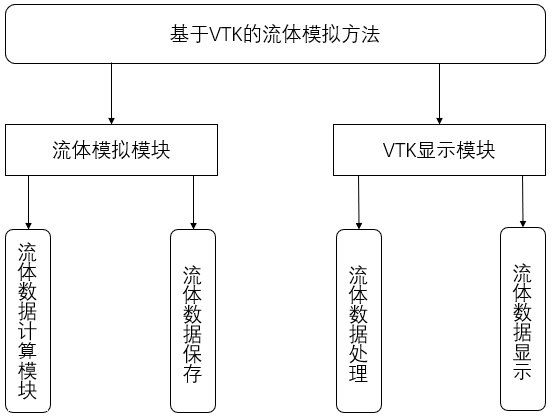 基于VTK的流体模拟方法
流体模拟模块
VTK显示模块
流体数据计算模块
流体数据保存
流体数据处理
流体数据显示